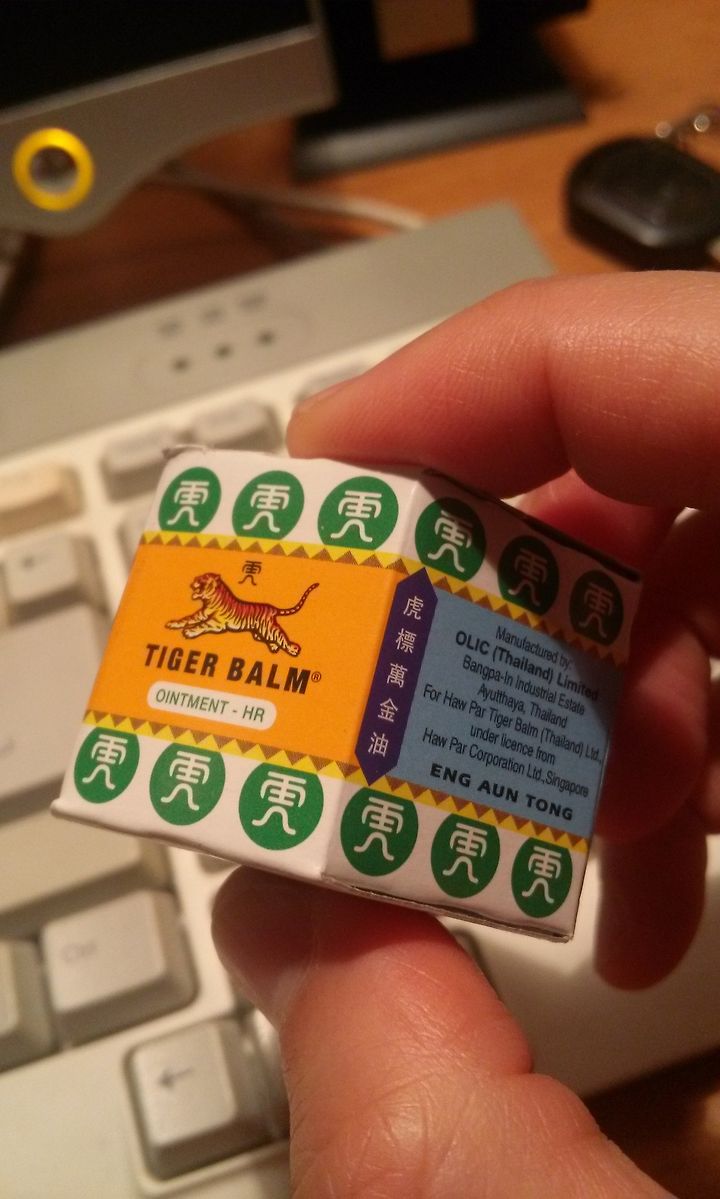 TIGER BALM®
OINTMENT - HR
虎標萬金油
Manufactured by:
OLIC (Thailand) Limited
Bangpa-In Industrial Estate
Ayutthaya, Thailand
For Haw Par Tiger Balm (Thailand) Ltd.,
under licence from
Haw Par Corporation Ltd., Singapore
ENG AUN TONG